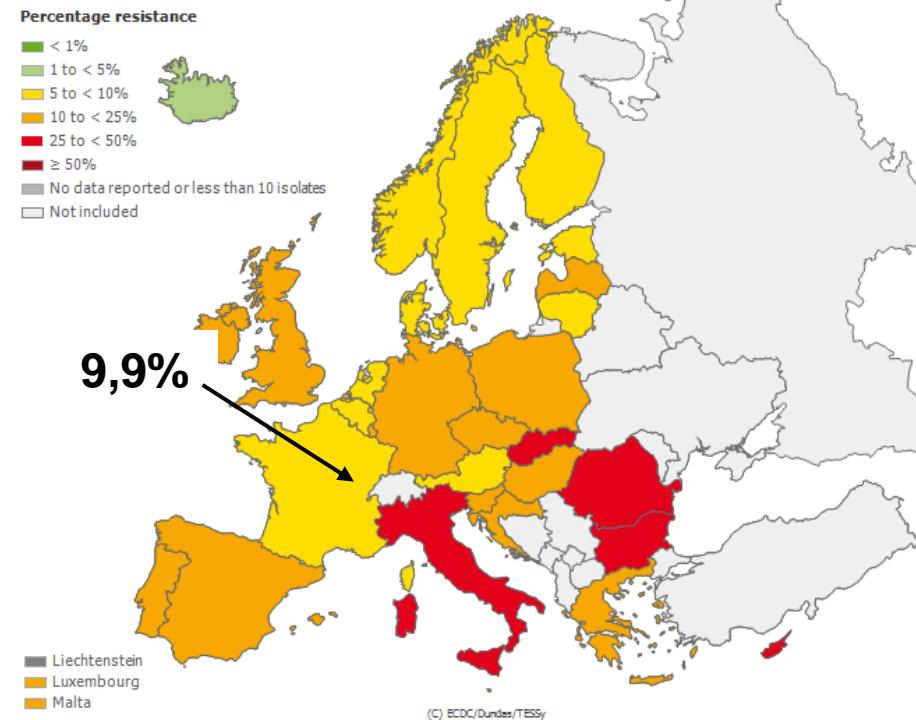 Percentage resistance
< 1%
1 to < 5%
5 to < 10%
10 to < 25%
25 to < 50%
≥ 50%
No data reported or less than 10 isolates
Not included
9,9%
Liechtenstein
Luxembourg
Malta
(C) ECDC/Dundas/TESSy